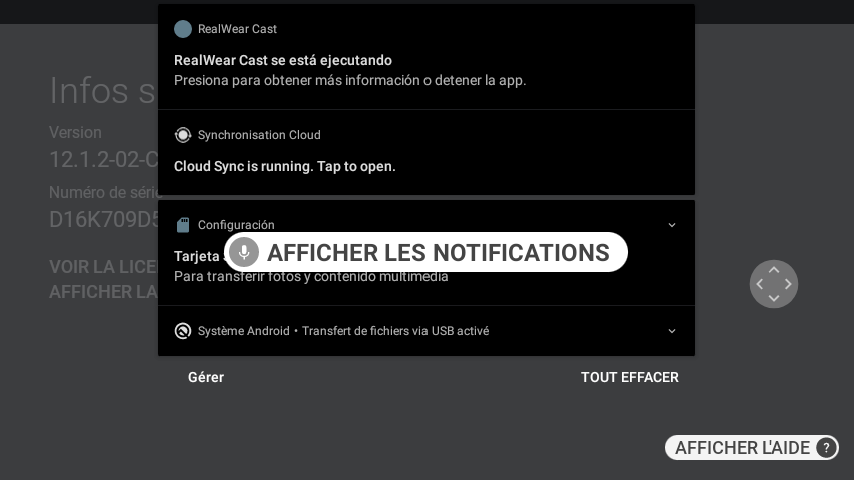 RealWear Cast
RealWear Cast se está ejecutando
Presiona para obtener más información o detener la app.
Synchronisation Cloud
Cloud Sync is running. Tap to open.
Infos
Version
12.1.2-02-C
Numéro de série
D16K709D5
VOIR LA
AFFICHER LA
Configuración
Tarjeta
AFFICHER LES NOTIFICATIONS
Para transferir fotos y contenido multimedia
Système Android • Transfert de fichiers via USB activé
Gérer
TOUT EFFACER
AFFICHER L'AIDE ?